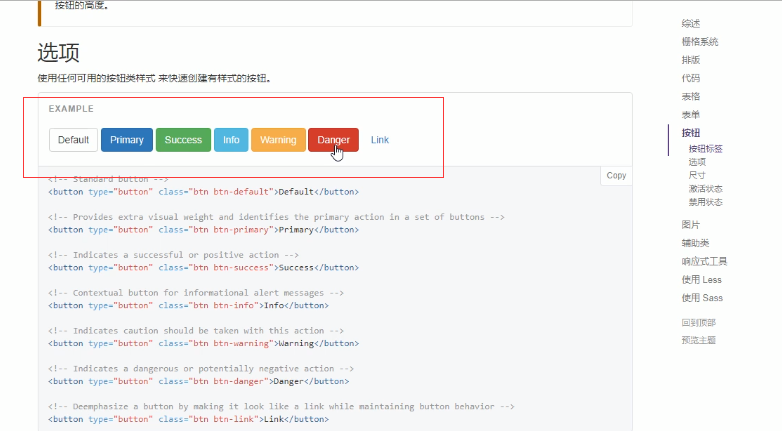 按钮的高度。
选项
使用任何可用的按钮类样式 来快速创建有样式的按钮。
EXAMPLE
Default Primary Success Info Warning Danger Link
Copy
<!-- Standard button -->
<button type="button" class="btn btn-default">Default</button>
<!-- Provides extra visual weight and identifies the primary action in a set of buttons -->
<button type="button" class="btn btn-primary">Primary</button>
<!-- Indicates a successful or positive action -->
<button type="button" class="btn btn-success">Success</button>
<!-- Contextual button for informational alert messages -->
<button type="button" class="btn btn-info">Info</button>
<!-- Indicates caution should be taken with this action -->
<button type="button" class="btn btn-warning">Warning</button>
<!-- Indicates a dangerous or potentially negative action -->
<button type="button" class="btn btn-danger">Danger</button>
<!-- Deemphasize a button by making it look like a link while maintaining button behavior -->
<button type="button" class="btn btn-link">Link</button>
综述
栅格系统
排版
代码
表格
表单
按钮
按钮标签
选项
尺寸
激活状态
禁用状态
图片
辅助类
响应式工具
使用 Less
使用 Sass
回到顶部
预览主题